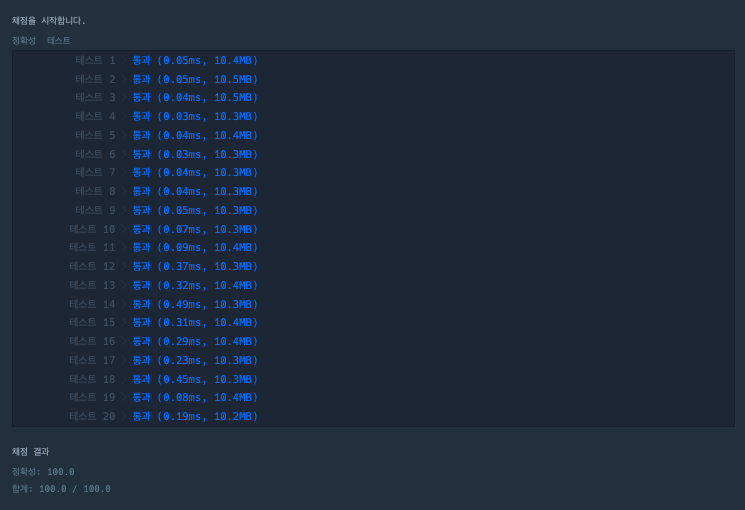 채점을 시작합니다.
정확성 테스트
테스트 1 〉 통과 (0.05ms, 10.4MB)
테스트 2 〉 통과 (0.05ms, 10.5MB)
테스트 3 〉 통과 (0.04ms, 10.5MB)
테스트 4 〉 통과 (0.03ms, 10.3MB)
테스트 5 〉 통과 (0.04ms, 10.4MB)
테스트 6 〉 통과 (0.03ms, 10.3MB)
테스트 7 〉 통과 (0.04ms, 10.3MB)
테스트 8 〉 통과 (0.04ms, 10.3MB)
테스트 9 〉 통과 (0.05ms, 10.3MB)
테스트 10 〉 통과 (0.07ms, 10.3MB)
테스트 11 〉 통과 (0.09ms, 10.4MB)
테스트 12 〉 통과 (0.37ms, 10.3MB)
테스트 13 〉 통과 (0.32ms, 10.4MB)
테스트 14 〉 통과 (0.49ms, 10.3MB)
테스트 15 〉 통과 (0.31ms, 10.4MB)
테스트 16 〉 통과 (0.29ms, 10.4MB)
테스트 17 〉 통과 (0.23ms, 10.3MB)
테스트 18 〉 통과 (0.45ms, 10.3MB)
테스트 19 〉 통과 (0.08ms, 10.4MB)
테스트 20 〉 통과 (0.19ms, 10.2MB)
채점 결과
정확성: 100.0
합계: 100.0 / 100.0